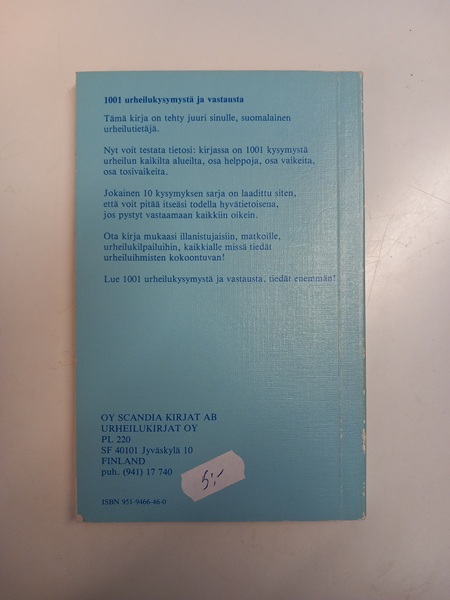 1001 urheilukysymystä ja vastausta
Tämä kirja on tehty juuri sinulle, suomalainen
urheilutietäjä.
Nyt voit testata tietosi: kirjassa on 1001 kysymystä
urheilun kaikilta alueilta, osa helppoja, osa vaikeita,
osa tosivaikeita.
Jokainen 10 kysymyksen sarja on laadittu siten,
että voit pitää itseäsi todella hyvätietoisena,
jos pystyt vastaamaan kaikkiin oikein.
Ota kirja mukaasi illanistujaisiin, matkoille,
urheilukilpailuihin, kaikkialle missä tiedät
urheiluihmisten kokoontuvan!
Lue 1001 urheilukysymystä ja vastausta, tiedät enemmän!
OY SCANDIA KIRJAT AB
URHEILUKIRJAT OY
PL 220
SF 40101 Jyväskylä 10
FINLAND
puh. (941) 17 740
5:-
ISBN 951-9466-46-0